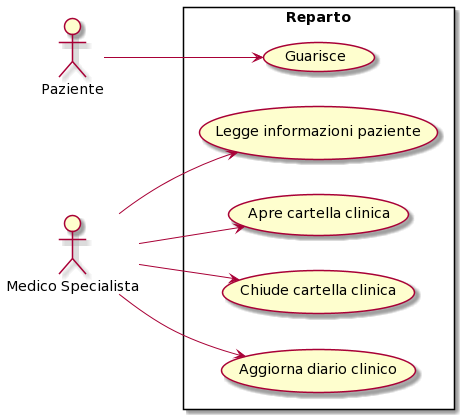 Reparto
Guarisce
Paziente
Legge informazioni paziente
Apre cartella clinica
Medico Specialista
Chiude cartella clinica
Aggiorna diario clinico